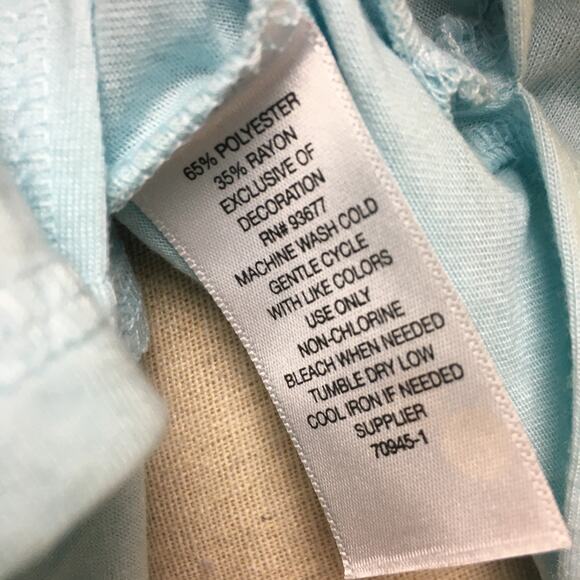 65% POLYESTER
35% RAYON
EXCLUSIVE OF
DECORATION
RN# 93677
MACHINE WASH COLD
GENTLE CYCLE
WITH LIKE COLORS
USE ONLY
NON-CHLORINE
BLEACH WHEN NEEDED
TUMBLE DRY LOW
COOL IRON IF NEEDED
SUPPLIER
70945-1